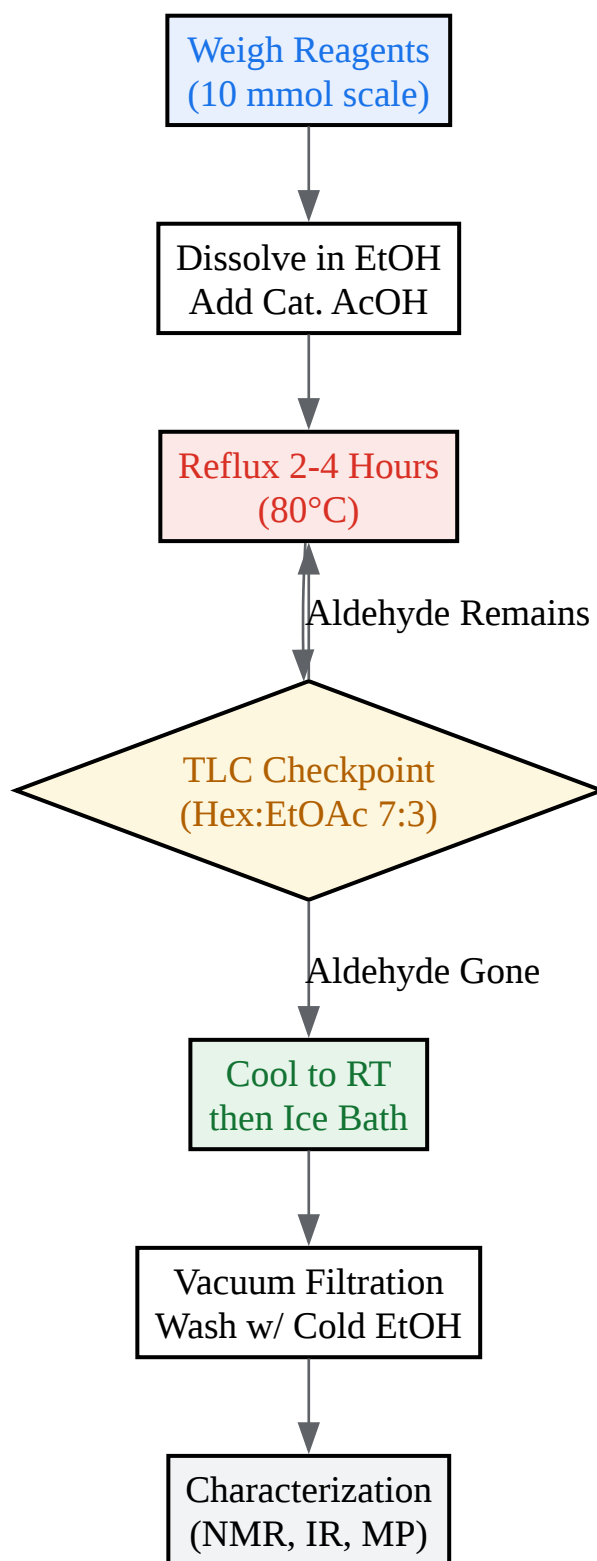 Weigh Reagents
(10 mmol scale)
Dissolve in EtOH
Add Cat. AcOH
Reflux 2-4 Hours
(80°C)
Aldehyde Remains
TLC Checkpoint
(Hex:EtOAc 7:3)
Aldehyde Gone
Cool to RT
then Ice Bath
Vacuum Filtration
Wash w/ Cold EtOH
Characterization
(NMR, IR, MP)